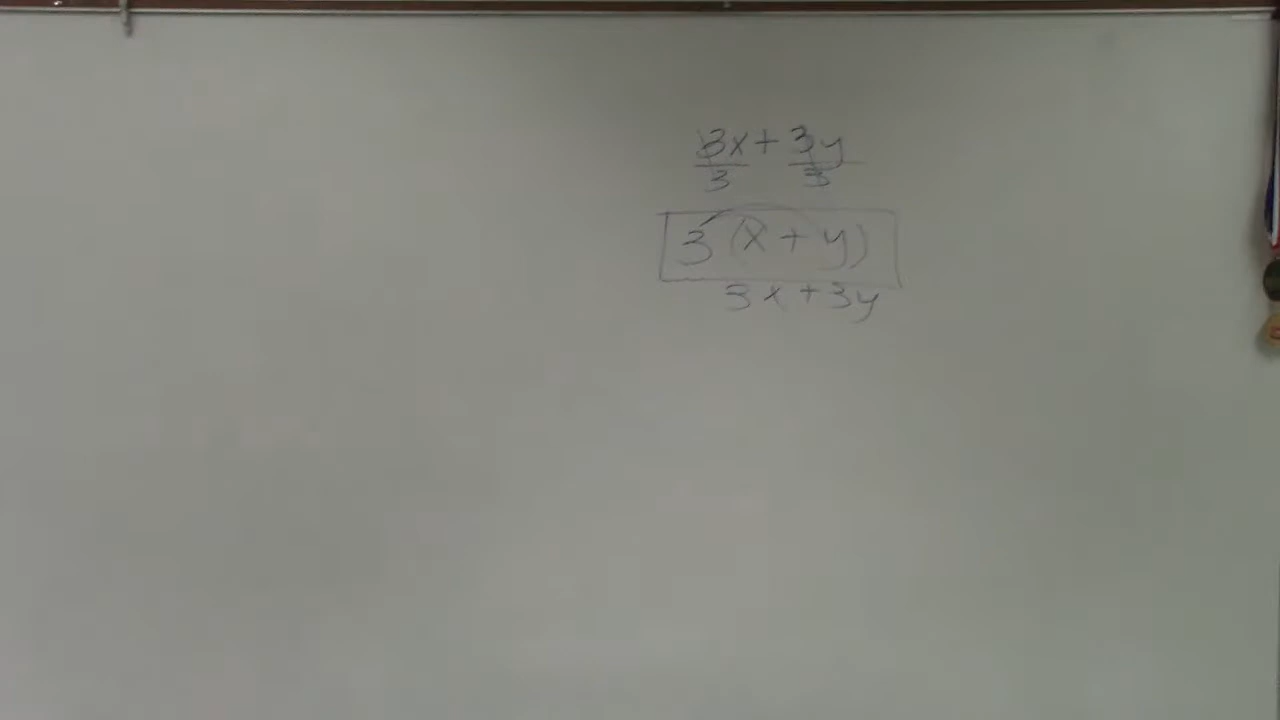 3x + 3y
3 3
3 (x + y)
3x + 3y